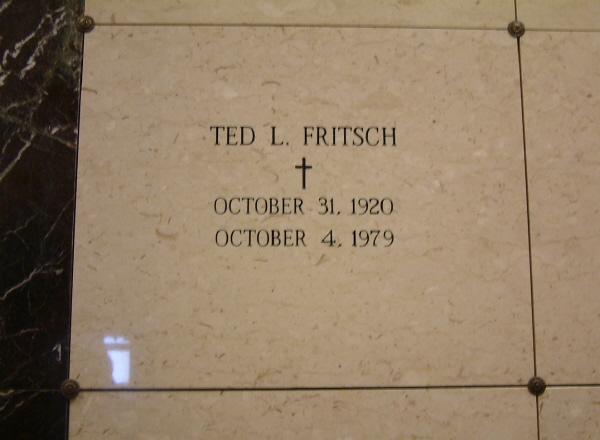 TED L. FRITSCH
OCTOBER 31, 1920
OCTOBER 4, 1979